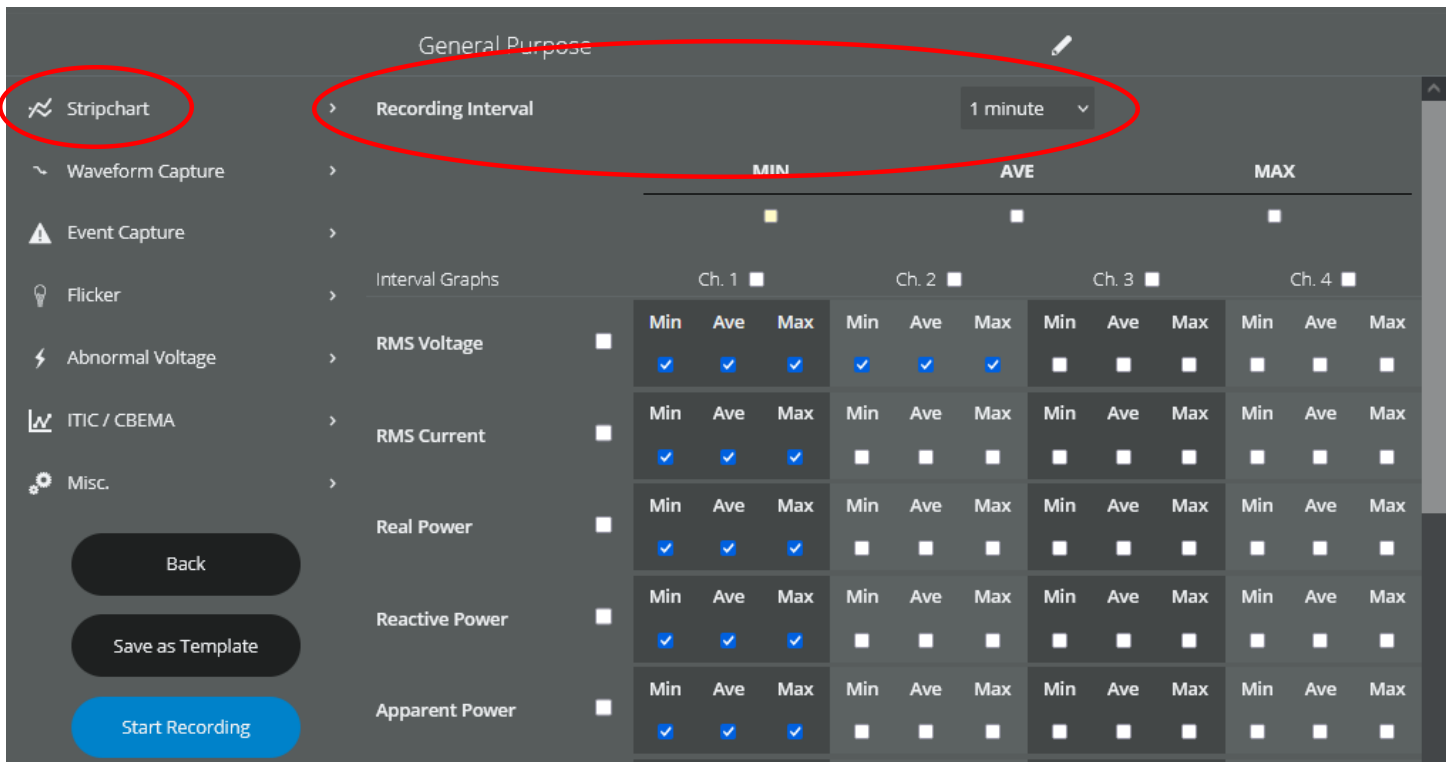 General Purpose
Stripchart
Recording Interval 1 minute
Waveform Capture
MIN AVE MAX
Event Capture
Interval Graphs Ch. 1 Ch. 2 Ch. 3 Ch. 4
Flicker
Min Ave Max Min Ave Max Min Ave Max Min Ave Max
RMS Voltage
Abnormal Voltage
Min Ave Max Min Ave Max Min Ave Max Min Ave Max
ITIC / CBEMA
RMS Current
Misc.
Min Ave Max Min Ave Max Min Ave Max Min Ave Max
Real Power
Back
Min Ave Max Min Ave Max Min Ave Max Min Ave Max
Reactive Power
Save as Template
Min Ave Max Min Ave Max Min Ave Max Min Ave Max
Apparent Power
Start Recording